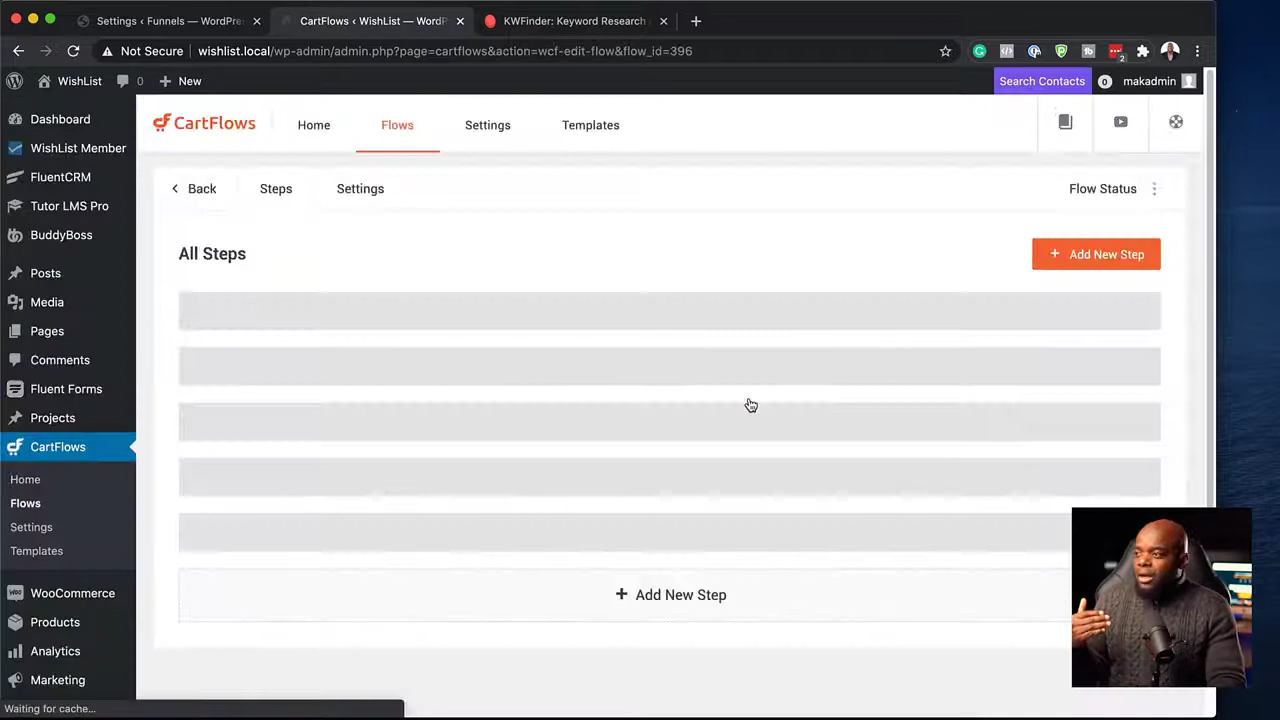 Settings ‹ Funnels — WordPre
CartFlows ‹ WishList — WordP
KWFinder: Keyword Research
Not Secure
wishlist.local/wp-admin/admin.php?page=cartflows&action=wcf-edit-flow&flow_id=396
2
WishList
0
New
Search Contacts
0
makadmin
Dashboard
WishList Member
FluentCRM
Tutor LMS Pro
BuddyBoss
Posts
Media
Pages
Comments
Fluent Forms
Projects
CartFlows
Home
Flows
Settings
Templates
WooCommerce
Products
Analytics
Marketing
CartFlows
Home
Flows
Settings
Templates
Back
Steps
Settings
Flow Status
All Steps
+ Add New Step
+ Add New Step
Waiting for cache...